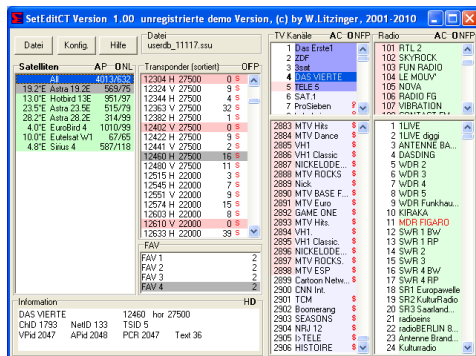 SetEditCT Version 1.00 unregistrierte demo Version, (c) by W.Litzinger, 2001-2010
Datei
Konfig.
Hilfe
Datei
userdb_11117.ssu
Satelliten AP - ONL
All 4013/632
19.2°E Astra 19.2E 569/75
13.0°E Hotbird 13E 951/97
23.5°E Astra 23.5E 515/79
28.2°E Astra 28.2E 314/99
4.0°E EuroBird 4 1010/99
10.0°E Eutelsat W1 67/65
4.8°E Sirius 4 587/118
Transponder (sortiert) OFP
12304 H 27500 0 S
12324 V 27500 9 S
12344 H 27500 4 S
12363 V 27500 32 S
12382 H 27500 1 S
12402 V 27500 0 S
12422 H 27500 9 S
12441 V 27500 2 S
12460 H 27500 16 S
12480 V 27500 11 S
12515 H 22000 3 S
12545 H 22000 7 S
12551 V 22000 9 S
12574 H 22000 15 S
12603 H 22000 8 S
12610 V 22000 0 S
12633 H 22000 39 S
FAV
FAV 1 2
FAV 2 2
FAV 3 2
FAV 4 2
Information HD
DAS VIERTE 12460 hor 27500
CND 1793 NetID 133 TSID 5
VPid 2047 APid 2048 PCR 2047 Text 36
TV Kanäle AC ONFP
1 Das Erste1
2 ZDF
3 3sat
4 DAS VIERTE
5 TELE 5
6 SAT.1
7 ProSieben $
2883 MTV Hits $
2884 MTV Dance $
2885 VH1 $
2886 VH1 Classic $
2887 NICKELODE... $
2888 MTV ROCKS $
2889 Nick $
2890 MTV BASE F... $
2891 MTV Euro $
2892 GAME ONE $
2893 MTV Hits. $
2894 VH1. $
2895 VH1 Classic. $
2896 NICKELODE... $
2897 MTV ROCKS. $
2898 MTV ESP $
2899 Cartoon Netw... $
2900 CNN Int.
2901 TCM $
2902 Boomerang $
2903 SEASONS $
2904 NRJ 12 $
2905 I>TELE $
2906 HISTOIRE $
Radio AC ONFP
101 RTL 2
102 SKYROCK
103 FUN RADIO
104 LE MOUV'
105 NOVA
106 RADIO FG
107 VIBRATION
1 1LIVE
2 1LIVE diggi
3 ANTENNE BA...
4 DASDING
5 WDR 2
6 WDR 3
7 WDR 4
8 WDR 5
9 WDR Funkhau...
10 KIRAKA
11 MDR FIGARO
12 SWR 1 BW
13 SWR 1 RP
14 SWR 2
15 SWR 3
16 SWR 4 BW
17 SWR 4 RP
18 SR1 Europawelle
19 SR2 KulturRadio
20 SR3 Saarland...
21 radioeins
22 radioBERLIN 8...
23 Antenne Brand...
24 Kulturradio